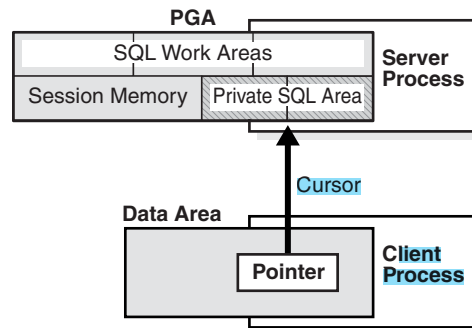 PGA
SQL Work Areas
Server
Process
Session Memory
Private SQL Area
Cursor
Data Area
Client
Process
Pointer